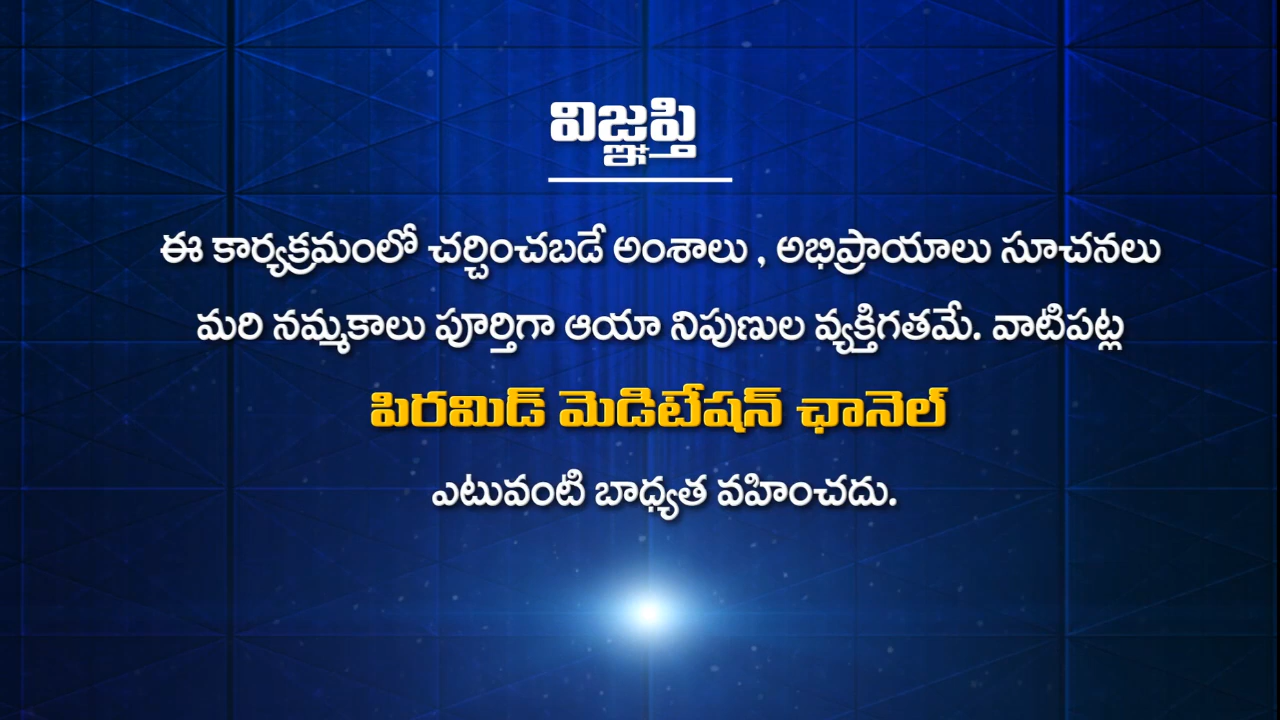 విజ్ఞప్తి
ఈ కార్యక్రమంలో చర్చించబడే అంశాలు , అభిప్రాయాలు సూచనలు
మరి నమ్మకాలు పూర్తిగా ఆయా నిపుణుల వ్యక్తిగతమే. వాటిపట్ల
పిరమిడ్ మెడిటేషన్ ఛానెల్
ఎటువంటి బాధ్యత వహించదు.